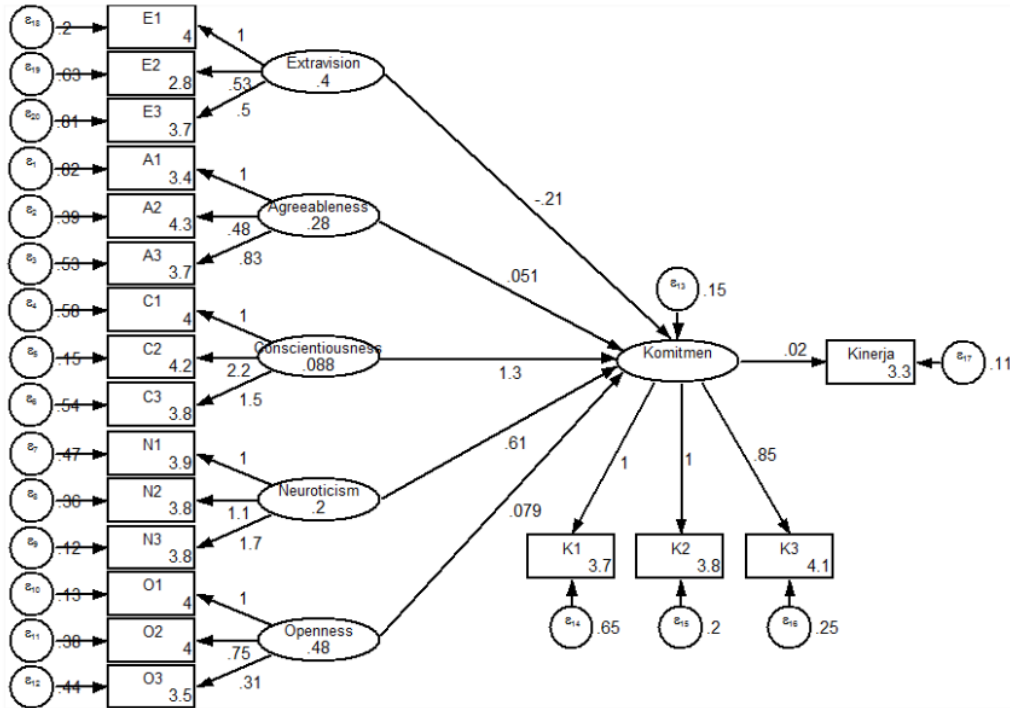 ε18 .2 E1 4
1
ε19 .63 E2 2.8
.53
ε20 .81 E3 3.7
.5
Extravision
.4
-.21
ε1 .82 A1 3.4
1
ε2 .39 A2 4.3
.48
ε3 .53 A3 3.7
.83
Agreeableness
.28
.051
ε4 .58 C1 4
1
ε5 .15 C2 4.2
2.2
ε6 .54 C3 3.8
1.5
Conscientiousness
.088
1.3
ε13 .15
Komitmen
.02
Kinerja
3.3
ε17 .11
ε7 .47 N1 3.9
1
ε8 .36 N2 3.8
1.1
ε9 .12 N3 3.8
1.7
Neuroticism
.2
.61
1
1
.85
K1 3.7
K2 3.8
K3 4.1
ε14 .65
ε15 .2
ε16 .25
ε10 .13 O1 4
1
ε11 .38 O2 4
.75
ε12 .44 O3 3.5
.31
Openness
.48
.079